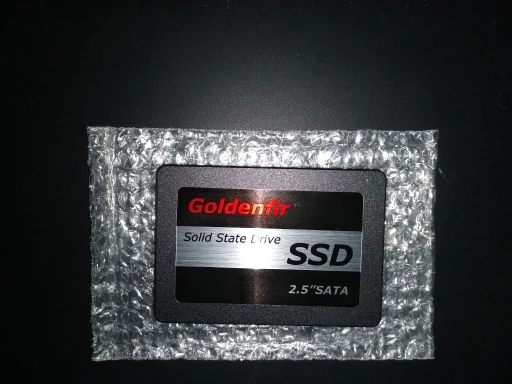 Goldenfir
Solid State Drive
SSD
2.5"SATA